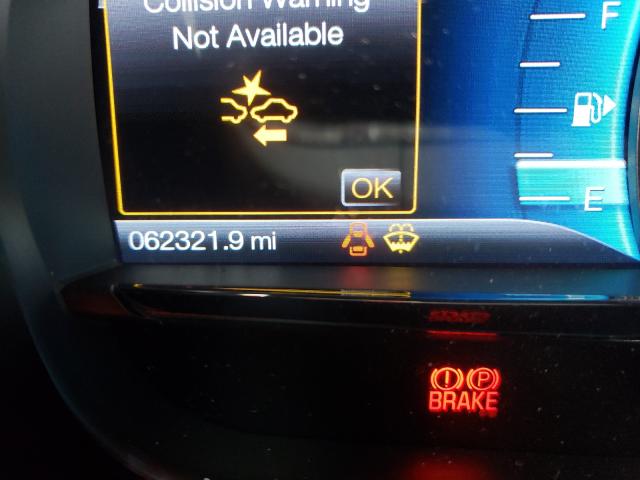 Collision Warning
Not Available
F
OK
E
062321.9 mi
P
BRAKE